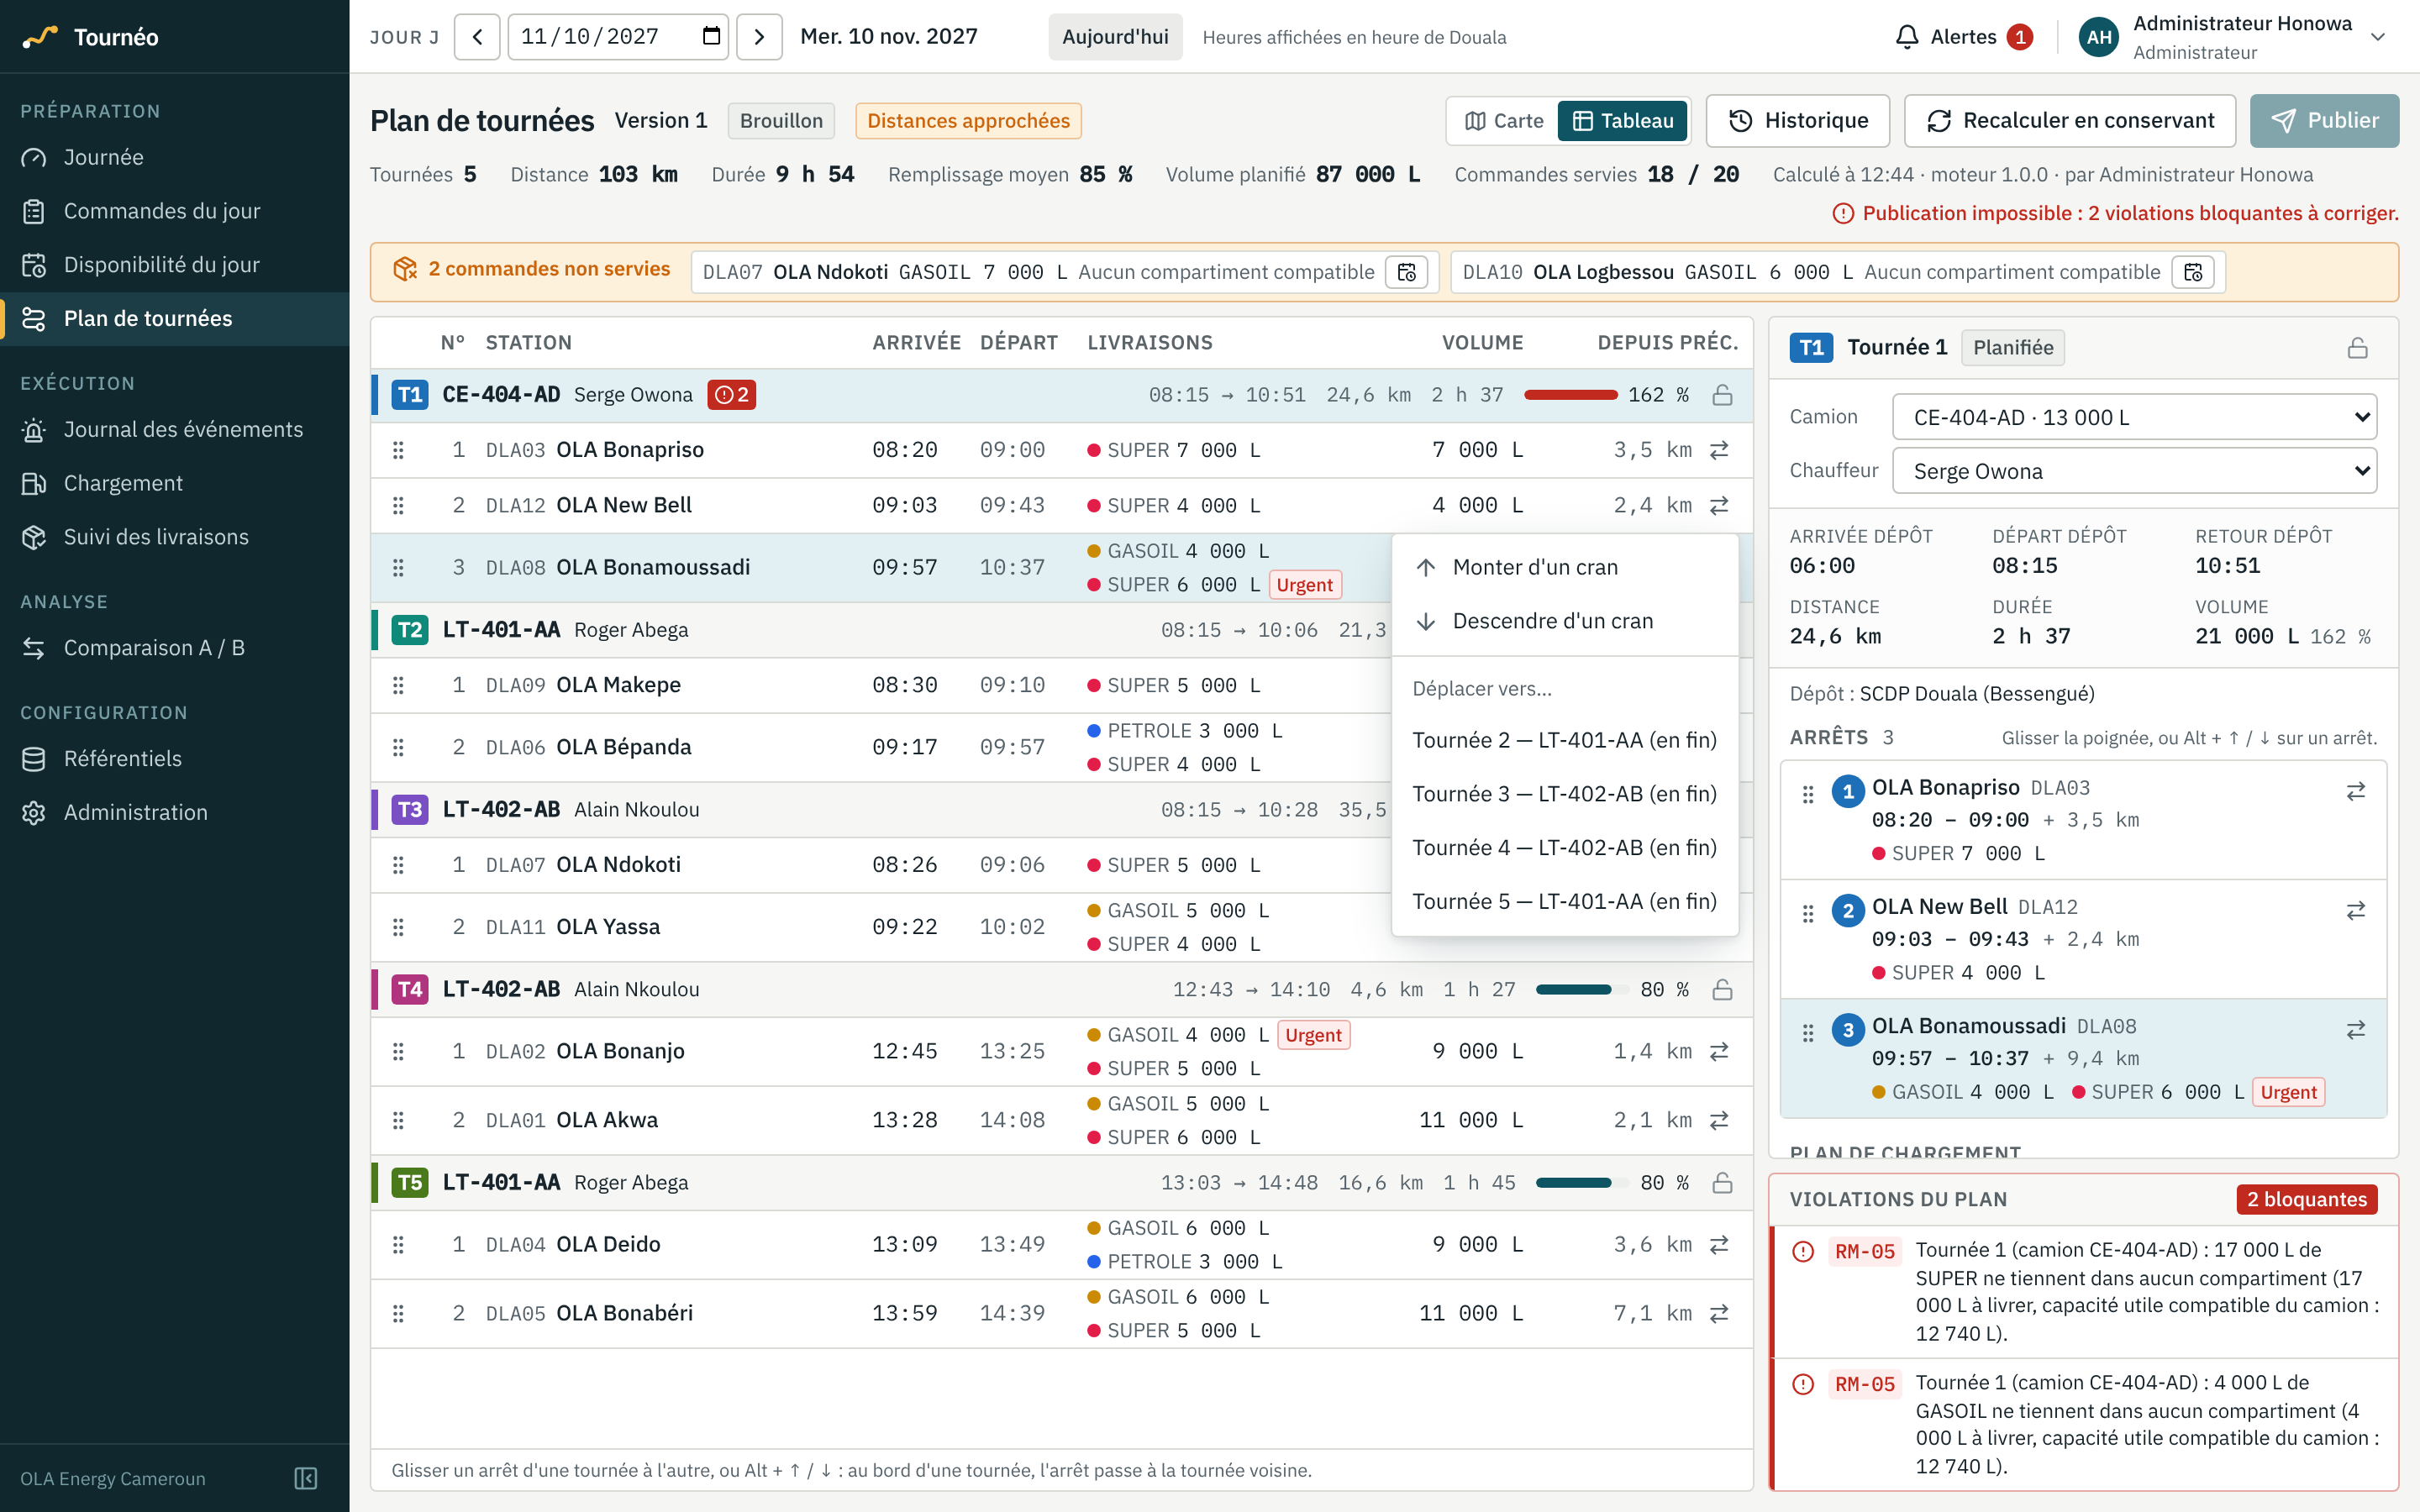 Tournéo
JOUR J
11/10/2027
Mer. 10 nov. 2027
Aujourd'hui
Heures affichées en heure de Douala
Alertes 1
AH
Administrateur Honowa
Administrateur
PRÉPARATION
Journée
Commandes du jour
Disponibilité du jour
Plan de tournées
EXÉCUTION
Journal des événements
Chargement
Suivi des livraisons
ANALYSE
Comparaison A / B
CONFIGURATION
Référentiels
Administration
OLA Energy Cameroun
Plan de tournées Version 1 Brouillon Distances approchées
Carte Tableau Historique Recalculer en conservant Publier
Tournées 5 Distance 103 km Durée 9 h 54 Remplissage moyen 85 % Volume planifié 87 000 L Commandes servies 18 / 20 Calculé à 12:44 · moteur 1.0.0 · par Administrateur Honowa
Publication impossible : 2 violations bloquantes à corriger.
2 commandes non servies DLA07 OLA Ndokoti GASOIL 7 000 L Aucun compartiment compatible DLA10 OLA Logbessou GASOIL 6 000 L Aucun compartiment compatible
N° STATION ARRIVÉE DÉPART LIVRAISONS VOLUME DEPUIS PRÉC.
T1 CE-404-AD Serge Owona 2 08:15 → 10:51 24,6 km 2 h 37 162 %
1 DLA03 OLA Bonapriso 08:20 09:00 SUPER 7 000 L 7 000 L 3,5 km
2 DLA12 OLA New Bell 09:03 09:43 SUPER 4 000 L 4 000 L 2,4 km
3 DLA08 OLA Bonamoussadi 09:57 10:37 GASOIL 4 000 L
SUPER 6 000 L Urgent
T2 LT-401-AA Roger Abega 08:15 → 10:06 21,3
1 DLA09 OLA Makepe 08:30 09:10 SUPER 5 000 L
2 DLA06 OLA Bépanda 09:17 09:57 PETROLE 3 000 L
SUPER 4 000 L
T3 LT-402-AB Alain Nkoulou 08:15 → 10:28 35,5
1 DLA07 OLA Ndokoti 08:26 09:06 SUPER 5 000 L
2 DLA11 OLA Yassa 09:22 10:02 GASOIL 5 000 L
SUPER 4 000 L
T4 LT-402-AB Alain Nkoulou 12:43 → 14:10 4,6 km 1 h 27 80 %
1 DLA02 OLA Bonanjo 12:45 13:25 GASOIL 4 000 L Urgent 9 000 L 1,4 km
SUPER 5 000 L
2 DLA01 OLA Akwa 13:28 14:08 GASOIL 5 000 L 11 000 L 2,1 km
SUPER 6 000 L
T5 LT-401-AA Roger Abega 13:03 → 14:48 16,6 km 1 h 45 80 %
1 DLA04 OLA Deido 13:09 13:49 GASOIL 6 000 L 9 000 L 3,6 km
PETROLE 3 000 L
2 DLA05 OLA Bonabéri 13:59 14:39 GASOIL 6 000 L 11 000 L 7,1 km
SUPER 5 000 L
Glisser un arrêt d'une tournée à l'autre, ou Alt + ↑ / ↓ : au bord d'une tournée, l'arrêt passe à la tournée voisine.
Monter d'un cran
Descendre d'un cran
Déplacer vers...
Tournée 2 — LT-401-AA (en fin)
Tournée 3 — LT-402-AB (en fin)
Tournée 4 — LT-402-AB (en fin)
Tournée 5 — LT-401-AA (en fin)
T1 Tournée 1 Planifiée
Camion CE-404-AD · 13 000 L
Chauffeur Serge Owona
ARRIVÉE DÉPÔT DÉPART DÉPÔT RETOUR DÉPÔT
06:00 08:15 10:51
DISTANCE DURÉE VOLUME
24,6 km 2 h 37 21 000 L 162 %
Dépôt : SCDP Douala (Bessengué)
ARRÊTS 3 Glisser la poignée, ou Alt + ↑ / ↓ sur un arrêt.
1 OLA Bonapriso DLA03
08:20 – 09:00 + 3,5 km
SUPER 7 000 L
2 OLA New Bell DLA12
09:03 – 09:43 + 2,4 km
SUPER 4 000 L
3 OLA Bonamoussadi DLA08
09:57 – 10:37 + 9,4 km
GASOIL 4 000 L SUPER 6 000 L Urgent
PLAN DE CHARGEMENT
VIOLATIONS DU PLAN 2 bloquantes
RM-05 Tournée 1 (camion CE-404-AD) : 17 000 L de
SUPER ne tiennent dans aucun compartiment (17
000 L à livrer, capacité utile compatible du camion :
12 740 L).
RM-05 Tournée 1 (camion CE-404-AD) : 4 000 L de
GASOIL ne tiennent dans aucun compartiment (4
000 L à livrer, capacité utile compatible du camion :
12 740 L).